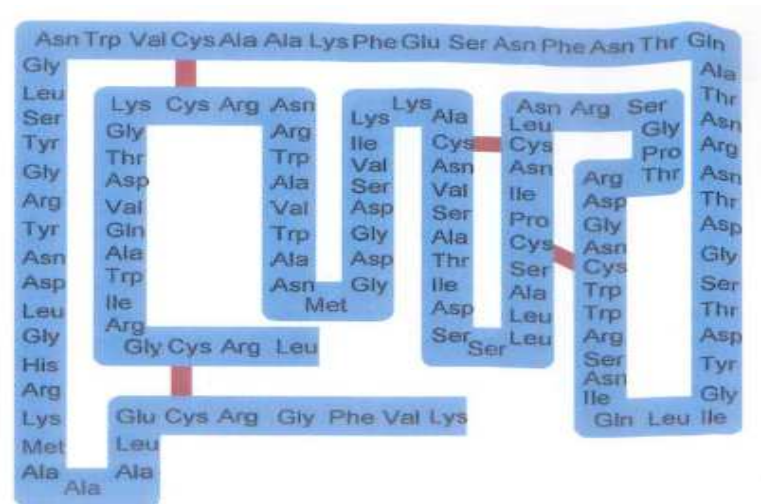 Asn Trp Val Cys Ala Ala Lys Phe Glu Ser Asn Phe Asn Thr Gln
Gly
Leu
Ser
Tyr
Gly
Arg
Tyr
Asn
Asp
Leu
Gly
His
Arg
Lys
Met
Ala
Ala
Ala
Leu
Glu Cys Arg Gly Phe Val Lys
Lys Cys Arg Asn
Gly
Thr
Asp
Val
Gln
Ala
Trp
Ile
Arg
Gly Cys Arg Leu
Arg
Trp
Ala
Val
Trp
Ala
Asn
Met
Lys
Lys
Ile
Val
Ser
Asp
Gly
Asp
Gly
Ala
Cys
Asn
Val
Ser
Ala
Thr
Ile
Asp
Ser
Ser
Asn Arg Ser
Leu
Cys
Asn
Ile
Pro
Cys
Ser
Ala
Leu
Leu
Gly
Pro
Thr
Arg
Asp
Gly
Asn
Cys
Trp
Trp
Arg
Ser
Asn
Ile
Gln Leu Ile
Ala
Thr
Asn
Arg
Asn
Thr
Asp
Gly
Ser
Thr
Asp
Tyr
Gly